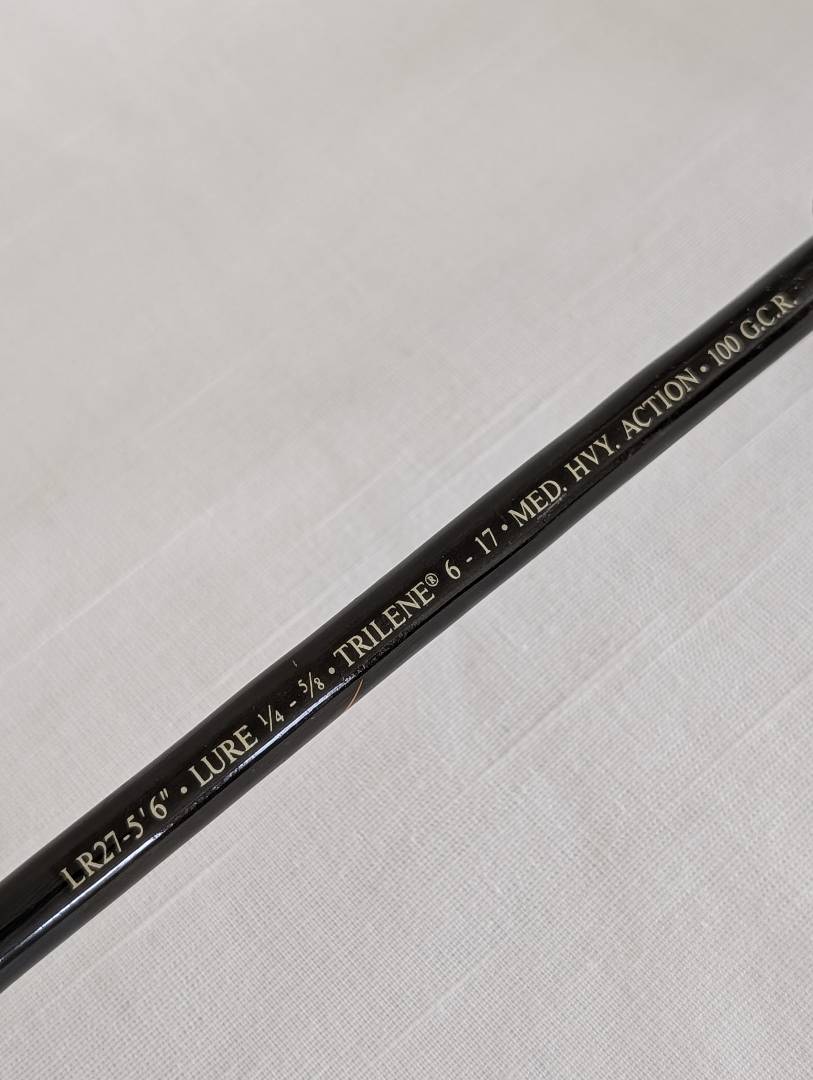 LR27-5'6" • LURE ¼ - ⅝ • TRILENE® 6 - 17 • MED. HVY. ACTION • 100 G.C.R.